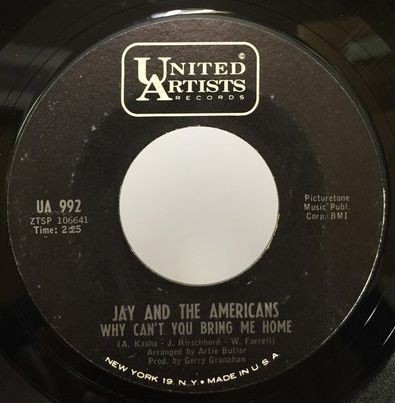 UNITED ©
ARTISTS
RECORDS
UA 992
ZTSP 106641
Time: 2:25
Picturetone
Music Publ.
Corp.-BMI
JAY AND THE AMERICANS
WHY CAN'T YOU BRING ME HOME
(A. Kasha - J. Hirschhorn - W. Farrell)
Arranged by Artie Butler
Prod. by Gerry Granahan
NEW YORK 19, N.Y. • MADE IN U S A